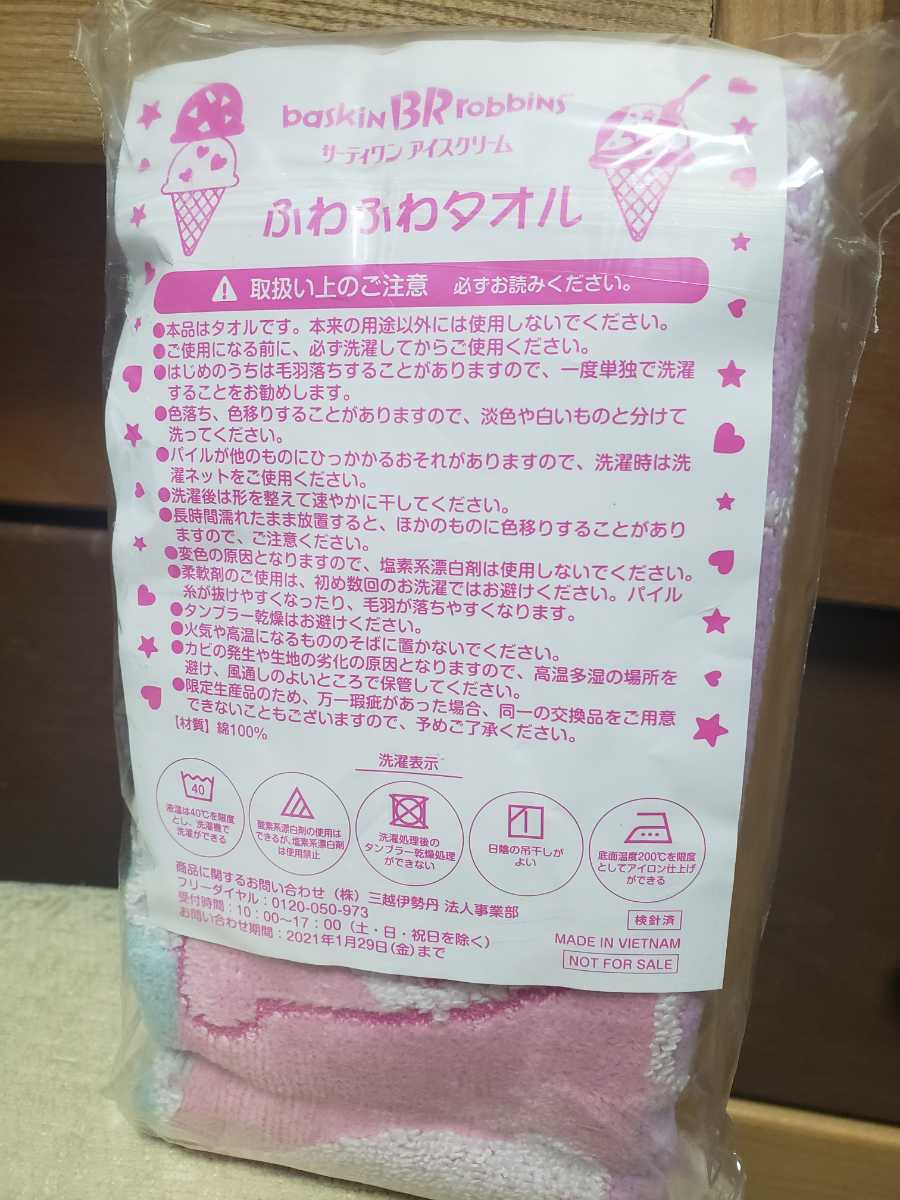 baskin BR robbins
サーティワン アイスクリーム
ふわふわタオル
取扱い上のご注意 必ずお読みください。
●本品はタオルです。本来の用途以外には使用しないでください。
●ご使用になる前に、必ず洗濯してからご使用ください。
●はじめのうちは毛羽落ちすることがありますので、一度単独で洗濯
することをお勧めします。
●色落ち、色移りすることがありますので、淡色や白いものと分けて
洗ってください。
●パイルが他のものにひっかかるおそれがありますので、洗濯時は洗
濯ネットをご使用ください。
●洗濯後は形を整えて速やかに干してください。
●長時間濡れたまま放置すると、ほかのものに色移りすることがあり
ますので、ご注意ください。
●変色の原因となりますので、塩素系漂白剤は使用しないでください。
●柔軟剤のご使用は、初め数回のお洗濯ではお避けください。パイル
糸が抜けやすくなったり、毛羽が落ちやすくなります。
●タンブラー乾燥はお避けください。
●火気や高温になるもののそばに置かないでください。
●カビの発生や生地の劣化の原因となりますので、高温多湿の場所を
避け、風通しのよいところで保管してください。
●限定生産品のため、万一瑕疵があった場合、同一の交換品をご用意
できないこともございますので、予めご了承ください。
【材質】綿100%
洗濯表示
40
液温は40℃を限度
とし、洗濯機で
洗濯ができる
酸素系漂白剤の使用は
できるが、塩素系漂白剤
は使用禁止
洗濯処理後の
タンブラー乾燥処理
ができない
日陰の吊干しが
よい
底面温度200℃を限度
としてアイロン仕上げ
ができる
商品に関するお問い合わせ (株)三越伊勢丹 法人事業部
フリーダイヤル:0120-050-973
受付時間:10:00〜17:00(土・日・祝日を除く)
お問い合わせ期間:2021年1月29日(金)まで
検針済
MADE IN VIETNAM
NOT FOR SALE